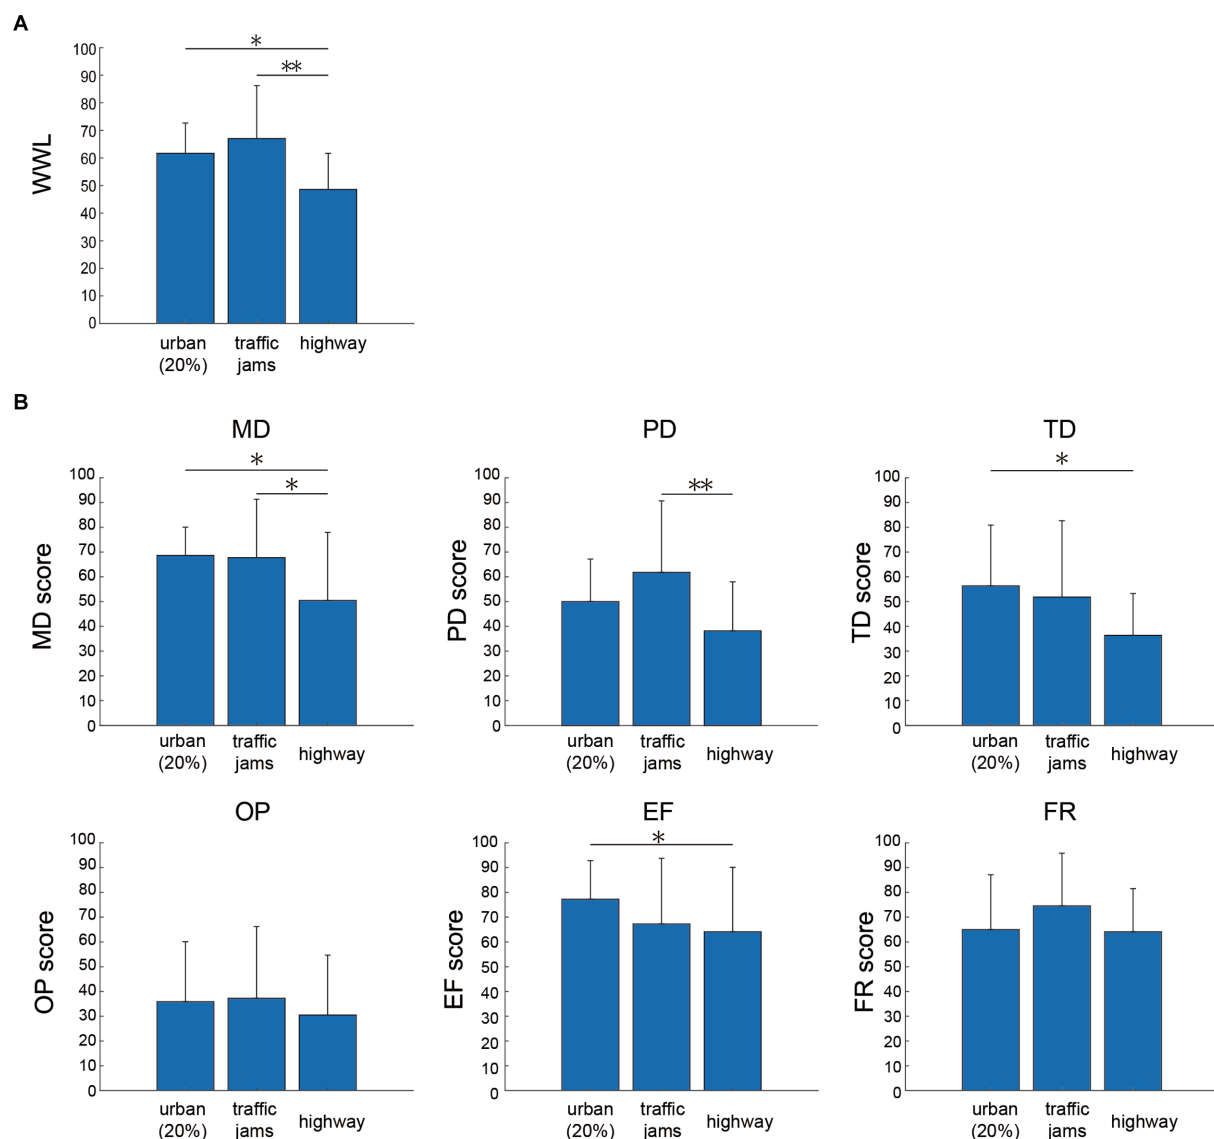 A
*
**
100
90
80
70
60
50
40
30
20
10
0
WWL
urban traffic highway
(20%) jams
B
MD
*
*
100
90
80
70
60
50
40
30
20
10
0
MD score
urban traffic highway
(20%) jams
PD
**
100
90
80
70
60
50
40
30
20
10
0
PD score
urban traffic highway
(20%) jams
TD
*
100
90
80
70
60
50
40
30
20
10
0
TD score
urban traffic highway
(20%) jams
OP
100
90
80
70
60
50
40
30
20
10
0
OP score
urban traffic highway
(20%) jams
EF
*
100
90
80
70
60
50
40
30
20
10
0
EF score
urban traffic highway
(20%) jams
FR
100
90
80
70
60
50
40
30
20
10
0
FR score
urban traffic highway
(20%) jams